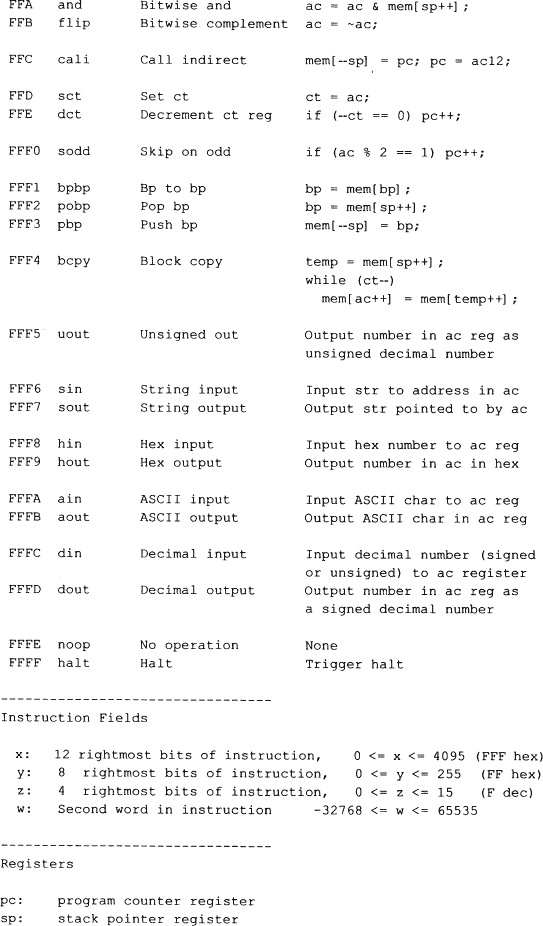 FFA and Bitwise and ac = ac & mem[sp++];
FFB flip Bitwise complement ac = ~ac;
FFC cali Call indirect mem[--sp] = pc; pc = ac12;
FFD sct Set ct ct = ac;
FFE dct Decrement ct reg if (--ct == 0) pc++;
FFF0 sodd Skip on odd if (ac % 2 == 1) pc++;
FFF1 bpbp Bp to bp bp = mem[bp];
FFF2 pobp Pop bp bp = mem[sp++];
FFF3 pbp Push bp mem[--sp] = bp;
FFF4 bcpy Block copy temp = mem[sp++];
while (ct--)
mem[ac++] = mem[temp++];
FFF5 uout Unsigned out Output number in ac reg as
unsigned decimal number
FFF6 sin String input Input str to address in ac
FFF7 sout String output Output str pointed to by ac
FFF8 hin Hex input Input hex number to ac reg
FFF9 hout Hex output Output number in ac in hex
FFFA ain ASCII input Input ASCII char to ac reg
FFFB aout ASCII output Output ASCII char in ac reg
FFFC din Decimal input Input decimal number (signed
or unsigned) to ac register
FFFD dout Decimal output Output number in ac reg as
a signed decimal number
FFFE noop No operation None
FFFF halt Halt Trigger halt
------------------------------
Instruction Fields
x: 12 rightmost bits of instruction, 0 <= x <= 4095 (FFF hex)
y: 8 rightmost bits of instruction, 0 <= y <= 255 (FF hex)
z: 4 rightmost bits of instruction, 0 <= z <= 15 (F dec)
w: Second word in instruction -32768 <= w <= 65535
------------------------------
Registers
pc: program counter register
sp: stack pointer register